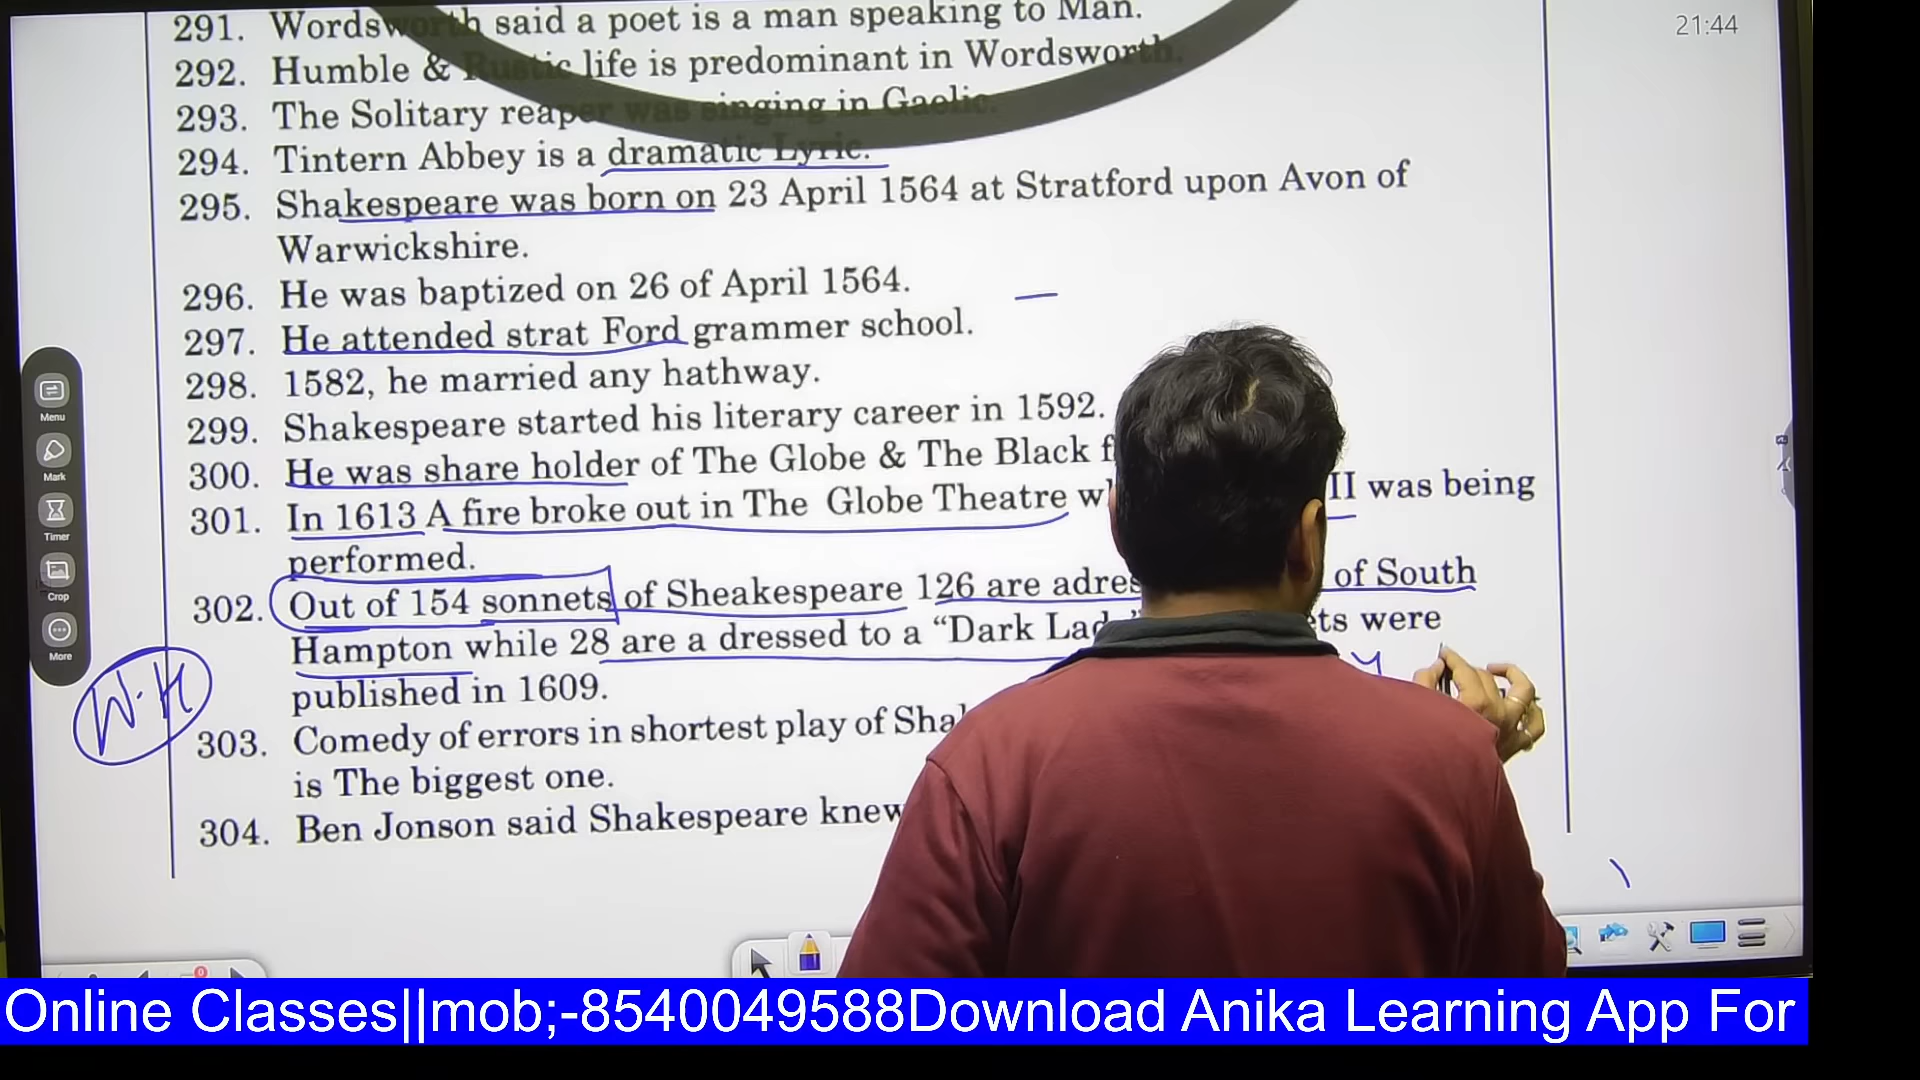 21:44
291. Wordsworth said a poet is a man speaking to Man.
292. Humble & Rustic life is predominant in Wordsworth.
293. The Solitary reaper was singing in Gaelic.
294. Tintern Abbey is a dramatic Lyric.
295. Shakespeare was born on 23 April 1564 at Stratford upon Avon of
Warwickshire.
296. He was baptized on 26 of April 1564.
297. He attended strat Ford grammer school.
298. 1582, he married any hathway.
299. Shakespeare started his literary career in 1592.
300. He was share holder of The Globe & The Black
301. In 1613 A fire broke out in The Globe Theatre II was being
performed.
302. Out of 154 sonnets of Sheakespeare 126 are of South
Hampton while 28 are a dressed to a “Dark were
published in 1609.
303. Comedy of errors in shortest play of
is The biggest one.
304. Ben Jonson said Shakespeare knew
W.H
Menu
Mark
Timer
Crop
More
Online Classes||mob;-8540049588Download Anika Learning App For